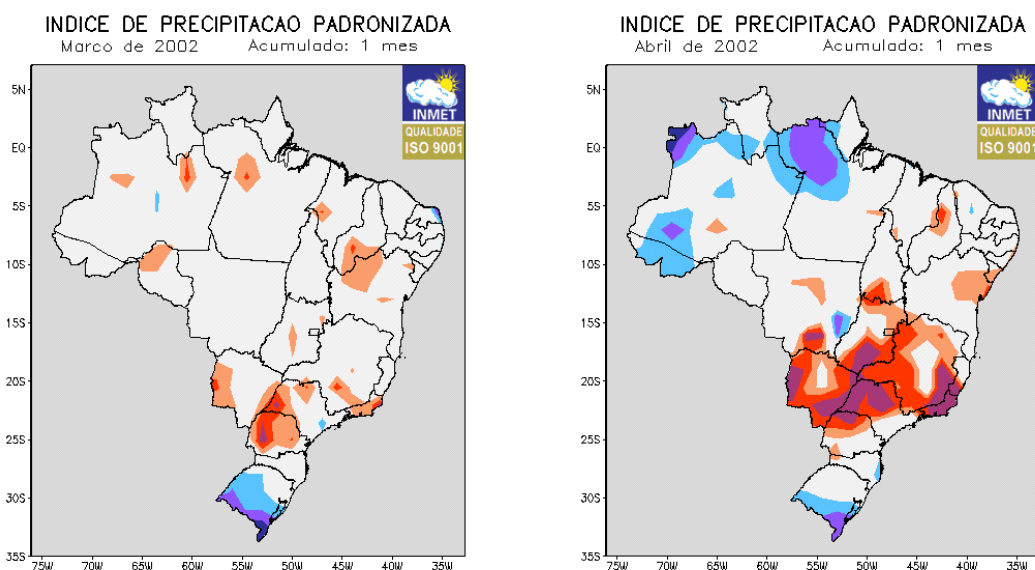 INDICE DE PRECIPITACAO PADRONIZADA
Marco de 2002 Acumulado: 1 mes
INMET
QUALIDADE
ISO 9001
5N
EQ
5S
10S
15S
20S
25S
30S
35S
75W 70W 65W 60W 55W 50W 45W 40W 35W
INDICE DE PRECIPITACAO PADRONIZADA
Abril de 2002 Acumulado: 1 mes
INMET
QUALIDADE
ISO 9001
5N
EQ
5S
10S
15S
20S
25S
30S
35S
75W 70W 65W 60W 55W 50W 45W 40W 35W